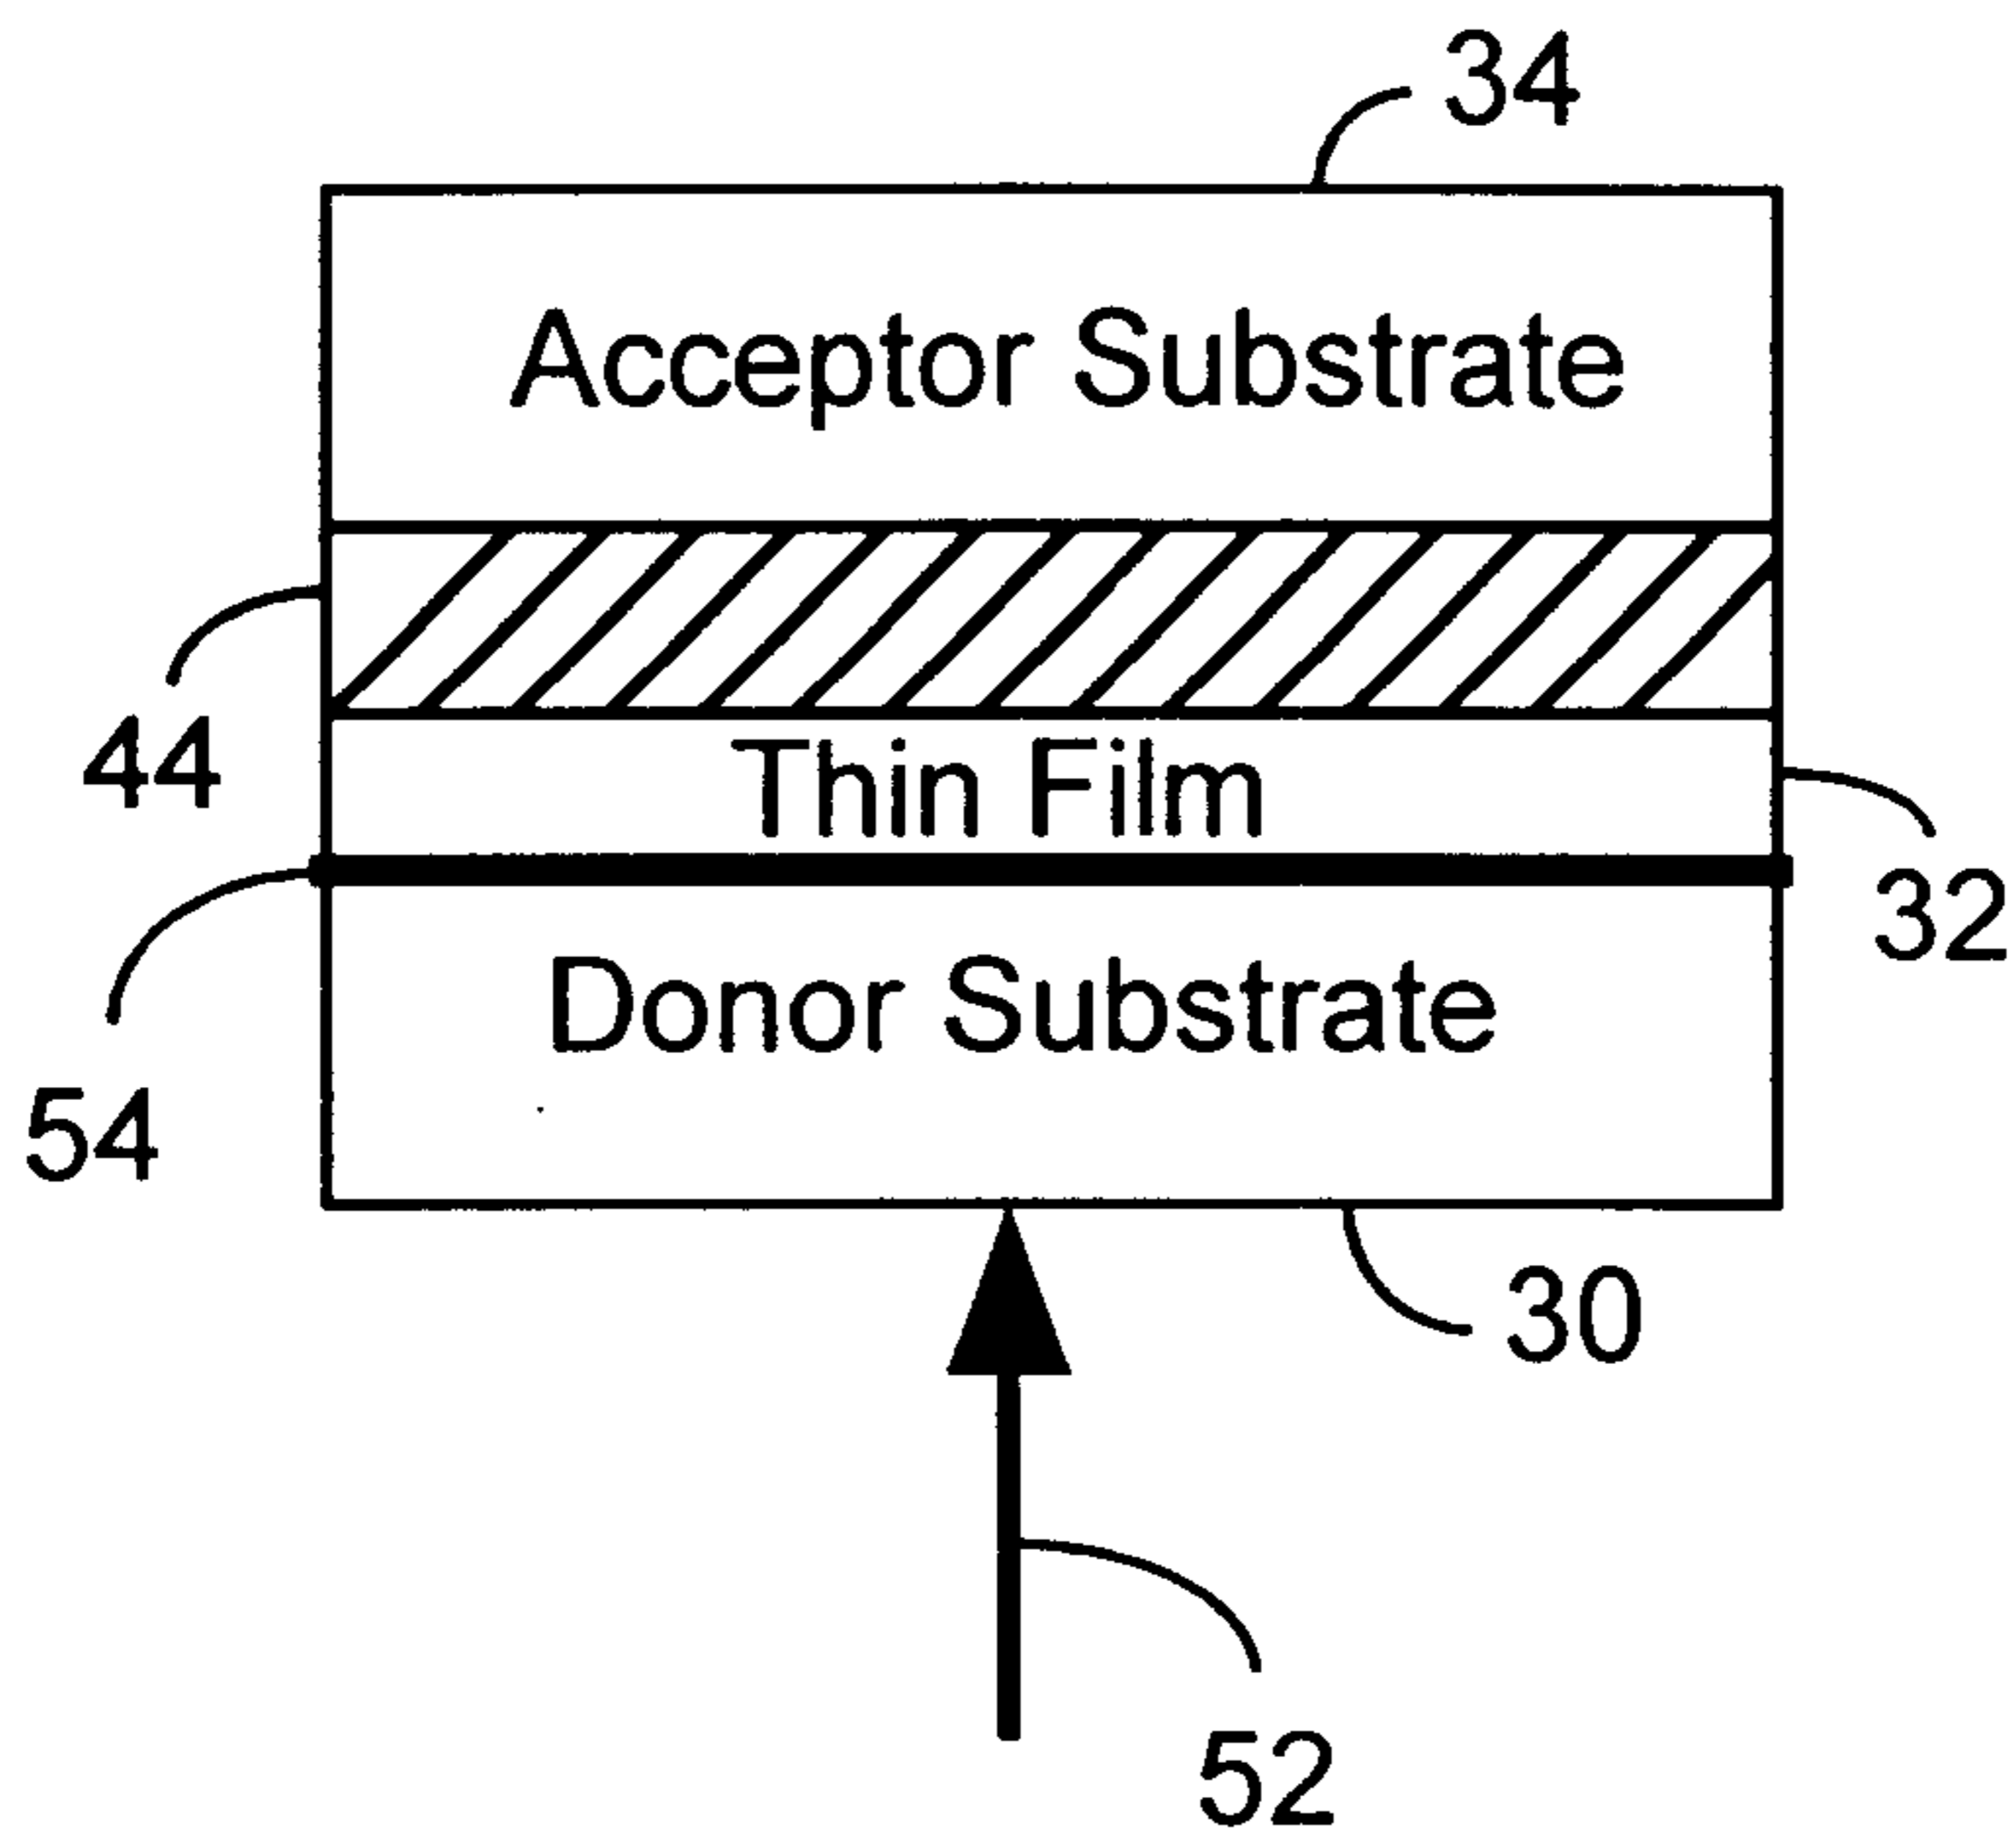 34
Acceptor Substrate
44
Thin Film
32
54
Donor Substrate
30
52